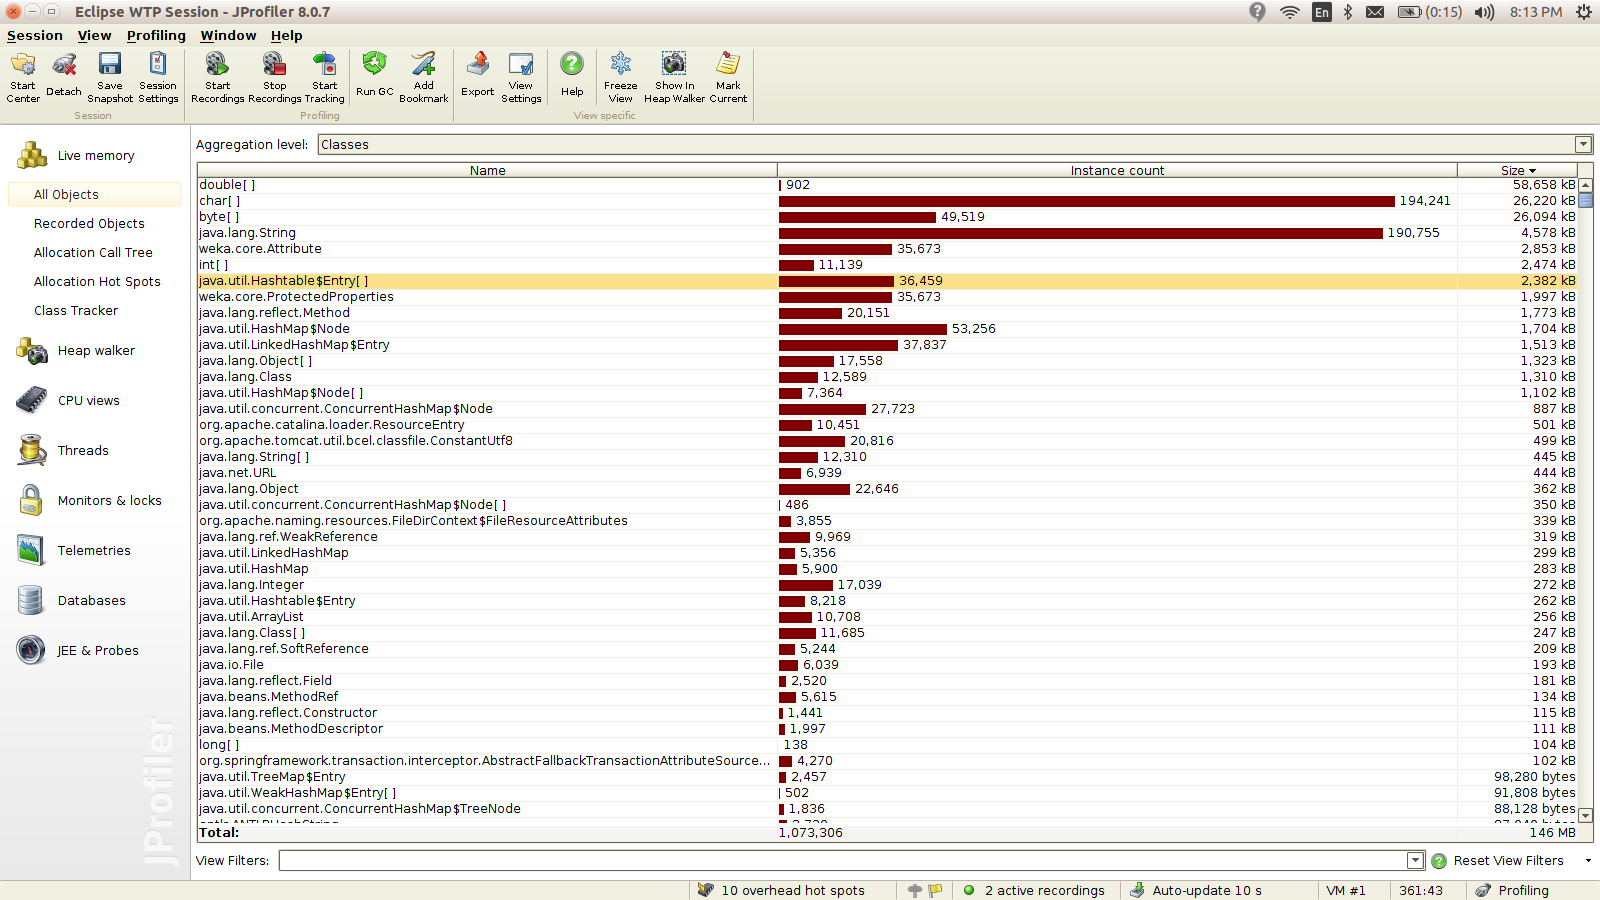 Eclipse WTP Session - JProfiler 8.0.7
En (0:15) 8:13 PM
Session View Profiling Window Help
Start Center
Detach
Save Snapshot
Session Settings
Start Recordings
Stop Recordings
Start Tracking
Run GC
Add Bookmark
Export
View Settings
Help
Freeze View
Show In Heap Walker
Mark Current
Session Profiling View specific
Live memory
All Objects
Recorded Objects
Allocation Call Tree
Allocation Hot Spots
Class Tracker
Heap walker
CPU views
Threads
Monitors & locks
Telemetries
Databases
JEE & Probes
JProfiler
Aggregation level: Classes
Name Instance count Size
double[ ] 902 58,658 kB
char[ ] 194,241 26,220 kB
byte[ ] 49,519 26,094 kB
java.lang.String 190,755 4,578 kB
weka.core.Attribute 35,673 2,853 kB
int[ ] 11,139 2,474 kB
java.util.Hashtable$Entry[ ] 36,459 2,382 kB
weka.core.ProtectedProperties 35,673 1,997 kB
java.lang.reflect.Method 20,151 1,773 kB
java.util.HashMap$Node 53,256 1,704 kB
java.util.LinkedHashMap$Entry 37,837 1,513 kB
java.lang.Object[ ] 17,558 1,323 kB
java.lang.Class 12,589 1,310 kB
java.util.HashMap$Node[ ] 7,364 1,102 kB
java.util.concurrent.ConcurrentHashMap$Node 27,723 887 kB
org.apache.catalina.loader.ResourceEntry 10,451 501 kB
org.apache.tomcat.util.bcel.classfile.ConstantUtf8 20,816 499 kB
java.lang.String[ ] 12,310 445 kB
java.net.URL 6,939 444 kB
java.lang.Object 22,646 362 kB
java.util.concurrent.ConcurrentHashMap$Node[ ] 486 350 kB
org.apache.naming.resources.FileDirContext$FileResourceAttributes 3,855 339 kB
java.lang.ref.WeakReference 9,969 319 kB
java.util.LinkedHashMap 5,356 299 kB
java.util.HashMap 5,900 283 kB
java.lang.Integer 17,039 272 kB
java.util.Hashtable$Entry 8,218 262 kB
java.util.ArrayList 10,708 256 kB
java.lang.Class[ ] 11,685 247 kB
java.lang.ref.SoftReference 5,244 209 kB
java.io.File 6,039 193 kB
java.lang.reflect.Field 2,520 181 kB
java.beans.MethodRef 5,615 134 kB
java.lang.reflect.Constructor 1,441 115 kB
java.beans.MethodDescriptor 1,997 111 kB
long[ ] 138 104 kB
org.springframework.transaction.interceptor.AbstractFallbackTransactionAttributeSource... 4,270 102 kB
java.util.TreeMap$Entry 2,457 98,280 bytes
java.util.WeakHashMap$Entry[ ] 502 91,808 bytes
java.util.concurrent.ConcurrentHashMap$TreeNode 1,836 88,128 bytes
Total: 1,073,306 146 MB
View Filters: Reset View Filters
10 overhead hot spots 2 active recordings Auto-update 10 s VM #1 361:43 Profiling